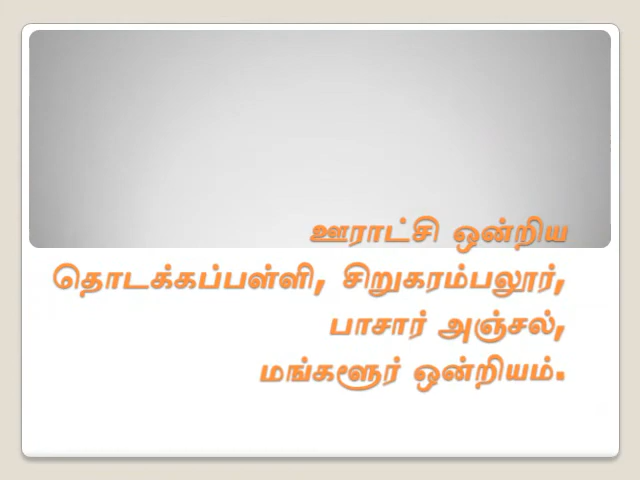 ஊராட்சி ஒன்றிய
தொடக்கப்பள்ளி, சிறுகரம்பலூர்,
பாசார் அஞ்சல்,
மங்களூர் ஒன்றியம்.